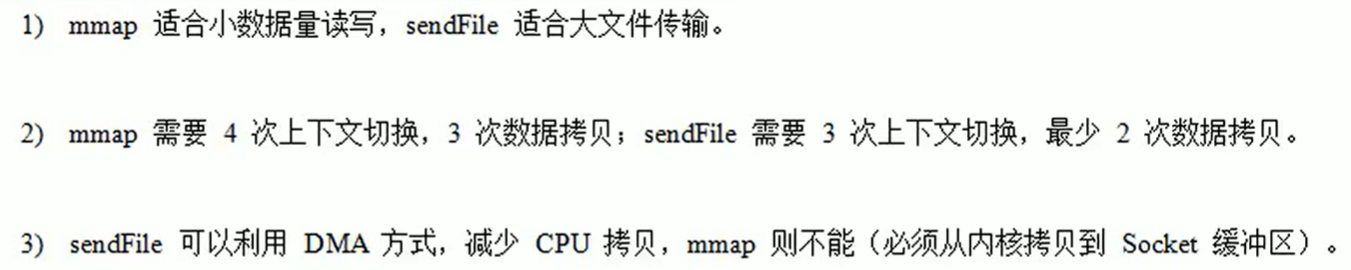 1) mmap 适合小数据量读写，sendFile 适合大文件传输。
2) mmap 需要 4 次上下文切换，3 次数据拷贝；sendFile 需要 3 次上下文切换，最少 2 次数据拷贝。
3) sendFile 可以利用 DMA 方式，减少 CPU 拷贝，mmap 则不能（必须从内核拷贝到 Socket 缓冲区）。